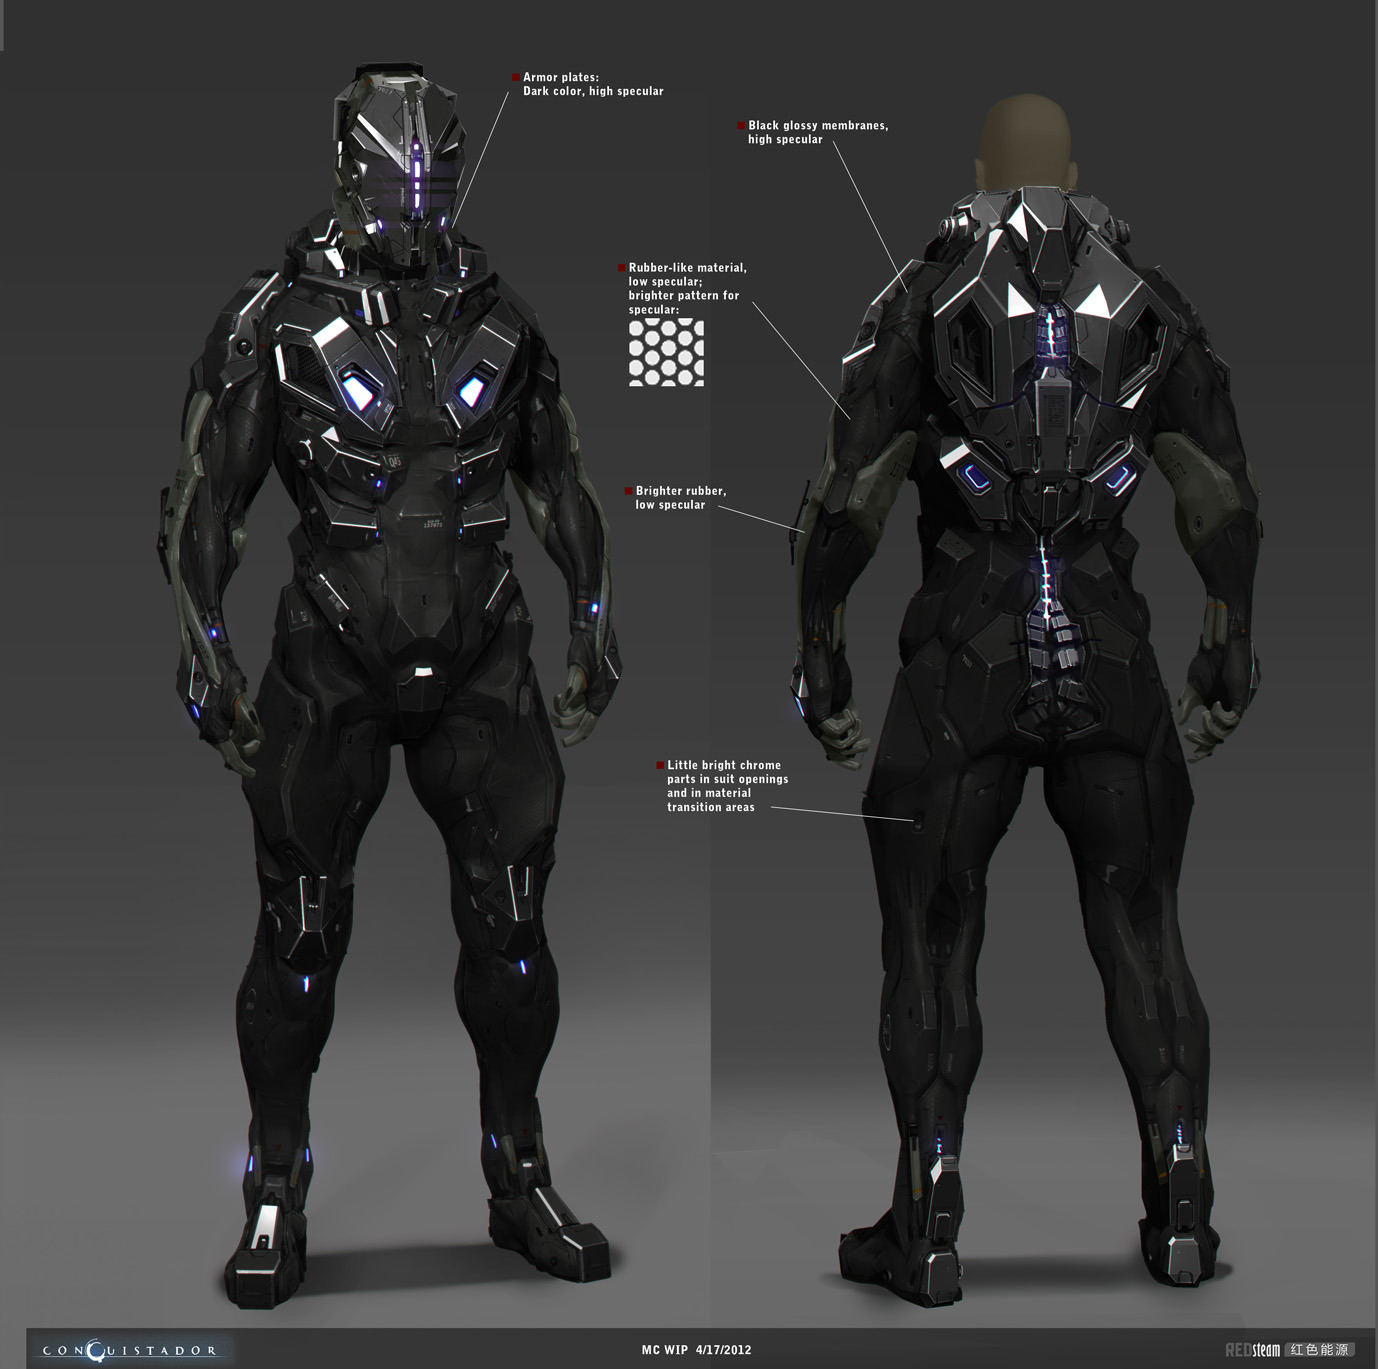 Armor plates:
Dark color, high specular
Black glossy membranes,
high specular
Rubber-like material,
low specular;
brighter pattern for
specular:
Brighter rubber,
low specular
Little bright chrome
parts in suit openings
and in material
transition areas
CONQUISTADOR
MC WIP 4/17/2012
REDsteam 红色能源